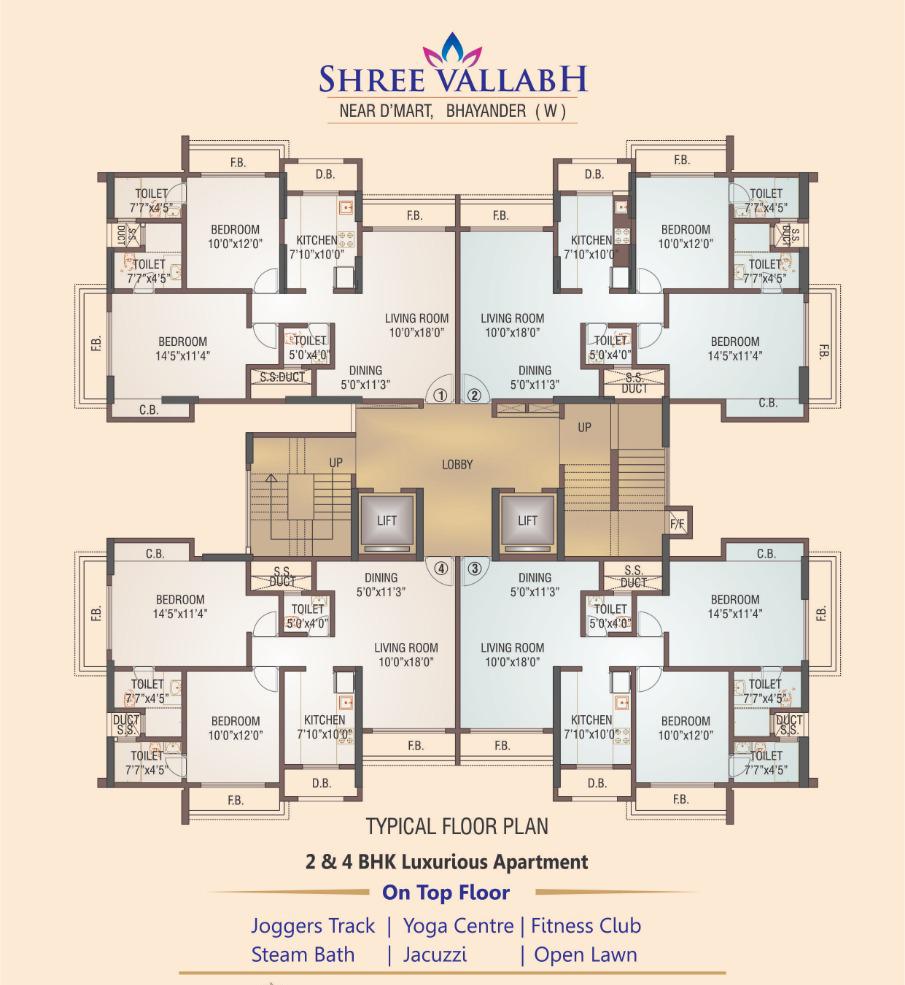 SHREE VALLABH
NEAR D'MART, BHAYANDER ( W )
F.B.
D.B.
D.B.
F.B.
TOILET
7'7"x4'5"
BEDROOM
10'0"x12'0"
KITCHEN
7'10"x10'0"
F.B.
F.B.
KITCHEN
7'10"x10'0"
BEDROOM
10'0"x12'0"
TOILET
7'7"x4'5"
DUCT
S.S.
S.S.
DUCT
TOILET
7'7"x4'5"
TOILET
7'7"x4'5"
F.B.
BEDROOM
14'5"x11'4"
TOILET
5'0"x4'0"
LIVING ROOM
10'0"x18'0"
LIVING ROOM
10'0"x18'0"
TOILET
5'0"x4'0"
BEDROOM
14'5"x11'4"
F.B.
S.S.DUCT
DINING
5'0"x11'3"
DINING
5'0"x11'3"
S.S.
DUCT
C.B.
1
2
C.B.
UP
LOBBY
UP
LIFT
LIFT
F/F
C.B.
S.S.
DUCT
DINING
5'0"x11'3"
4
3
DINING
5'0"x11'3"
S.S.
DUCT
C.B.
F.B.
BEDROOM
14'5"x11'4"
TOILET
5'0"x4'0"
LIVING ROOM
10'0"x18'0"
LIVING ROOM
10'0"x18'0"
TOILET
5'0"x4'0"
BEDROOM
14'5"x11'4"
F.B.
TOILET
7'7"x4'5"
TOILET
7'7"x4'5"
DUCT
S.S.
BEDROOM
10'0"x12'0"
KITCHEN
7'10"x10'0"
KITCHEN
7'10"x10'0"
BEDROOM
10'0"x12'0"
DUCT
S.S.
TOILET
7'7"x4'5"
F.B.
F.B.
TOILET
7'7"x4'5"
F.B.
D.B.
D.B.
F.B.
TYPICAL FLOOR PLAN
2 & 4 BHK Luxurious Apartment
On Top Floor
Joggers Track | Yoga Centre | Fitness Club
Steam Bath | Jacuzzi | Open Lawn